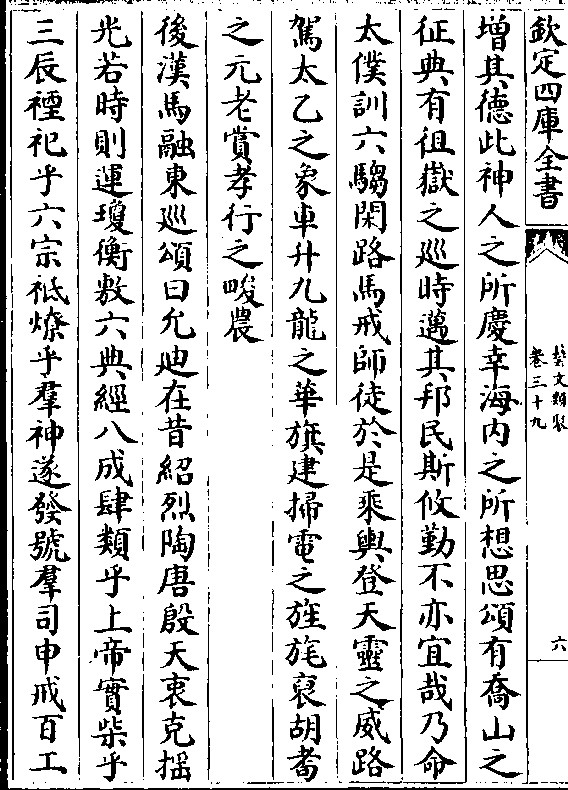 欽定四庫全書
藝文類聚
卷三十九
六
增其德此神人之所慶幸海内之所想思頌有喬山之
征典有徂嶽之廵時邁其邦民斯攸勤不亦宜哉乃命
太僕訓六騶閑路馬戒師徒於是乘輿登天靈之威路
駕太乙之象車升九龍之華旗建掃霓之旌旄裒胡耉
之元老賞孝行之畯農
後漢馬融東廵頌曰允廸在昔紹烈陶唐殷天衷克揺
光若時則運瓊衡敷六典經八成肆類乎上帝實柴乎
三辰禋祀乎六宗祗燎乎羣神遂發號羣司申戒百工